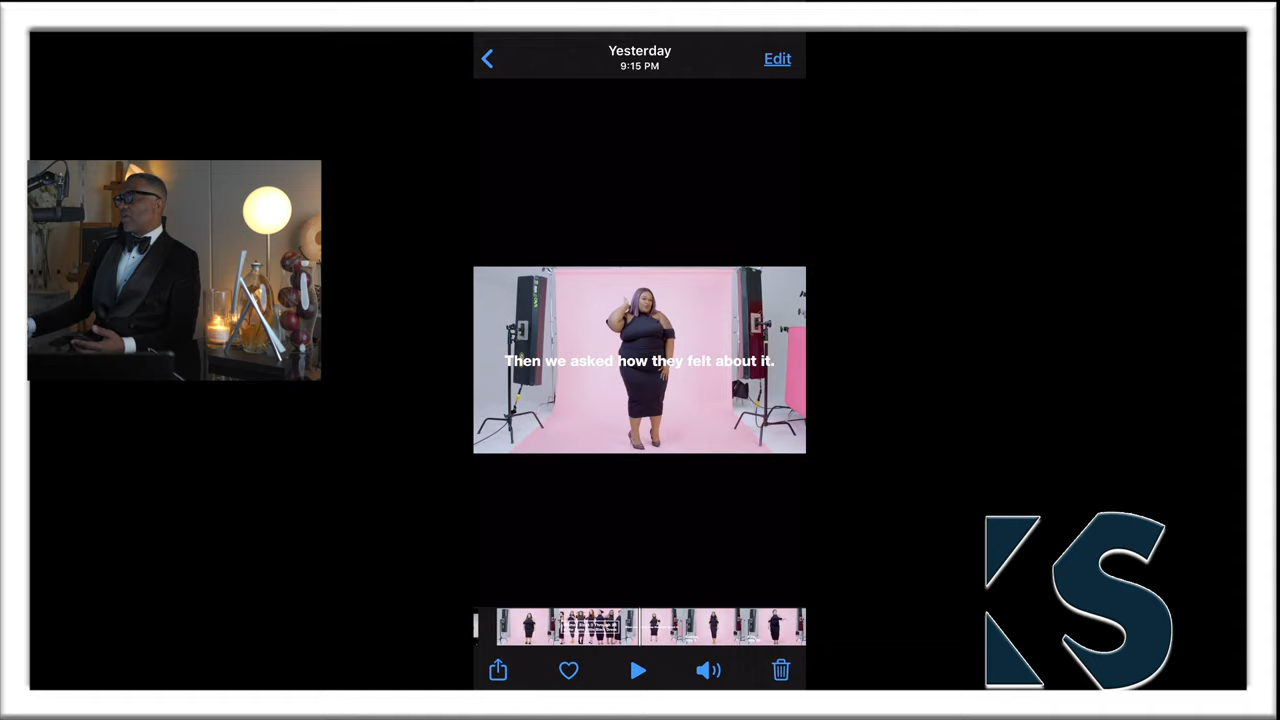 Yesterday
9:15 PM
Edit
Then we asked how they felt about it.
KS